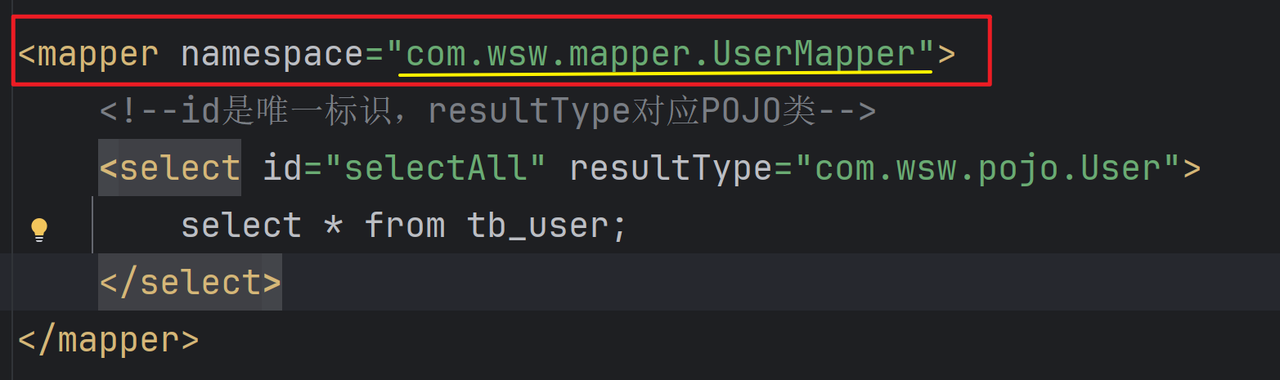 <mapper namespace="com.wsw.mapper.UserMapper">
<!--id是唯一标识，resultType对应POJO类-->
<select id="selectAll" resultType="com.wsw.pojo.User">
select * from tb_user;
</select>
</mapper>